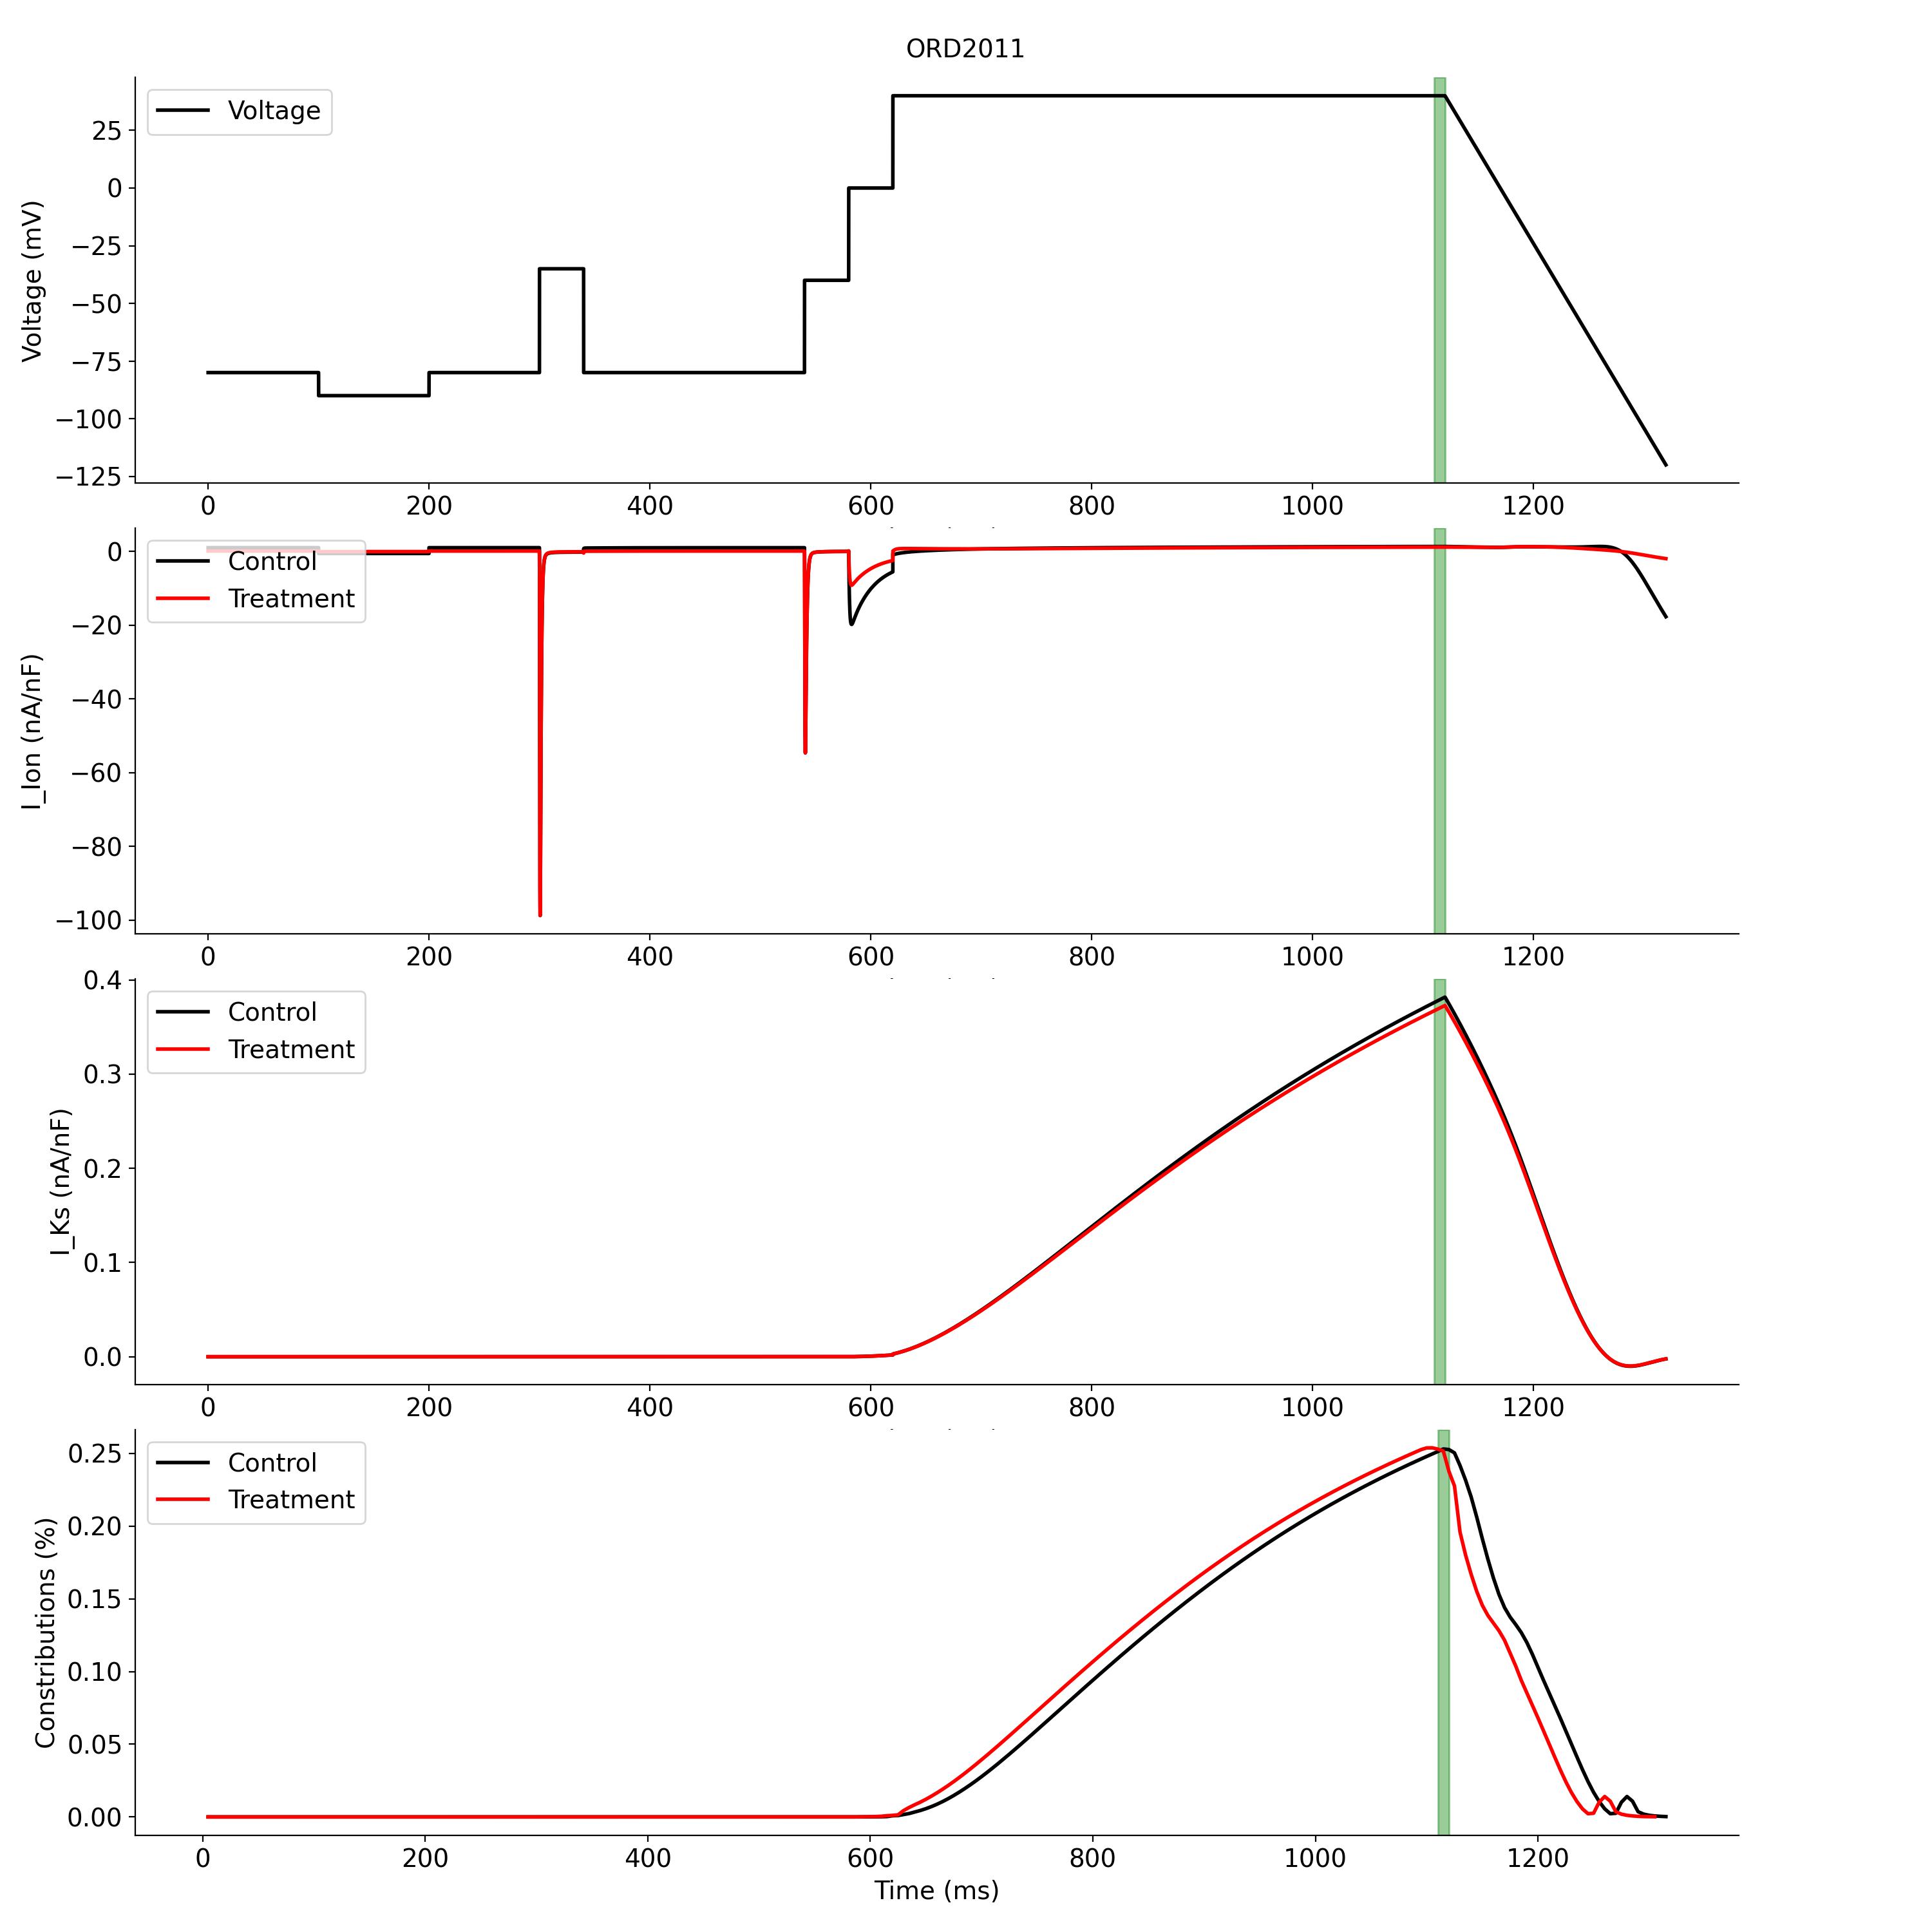 ORD2011
Voltage (mV)
25
0
−25
−50
−75
−100
−125
Voltage
0 200 400 600 800 1000 1200
I_Ion (nA/nF)
0
−20
−40
−60
−80
−100
Control
Treatment
0 200 400 600 800 1000 1200
I_Ks (nA/nF)
0.4
0.3
0.2
0.1
0.0
Control
Treatment
0 200 400 600 800 1000 1200
Constributions (%)
0.25
0.20
0.15
0.10
0.05
0.00
Control
Treatment
0 200 400 600 800 1000 1200
Time (ms)